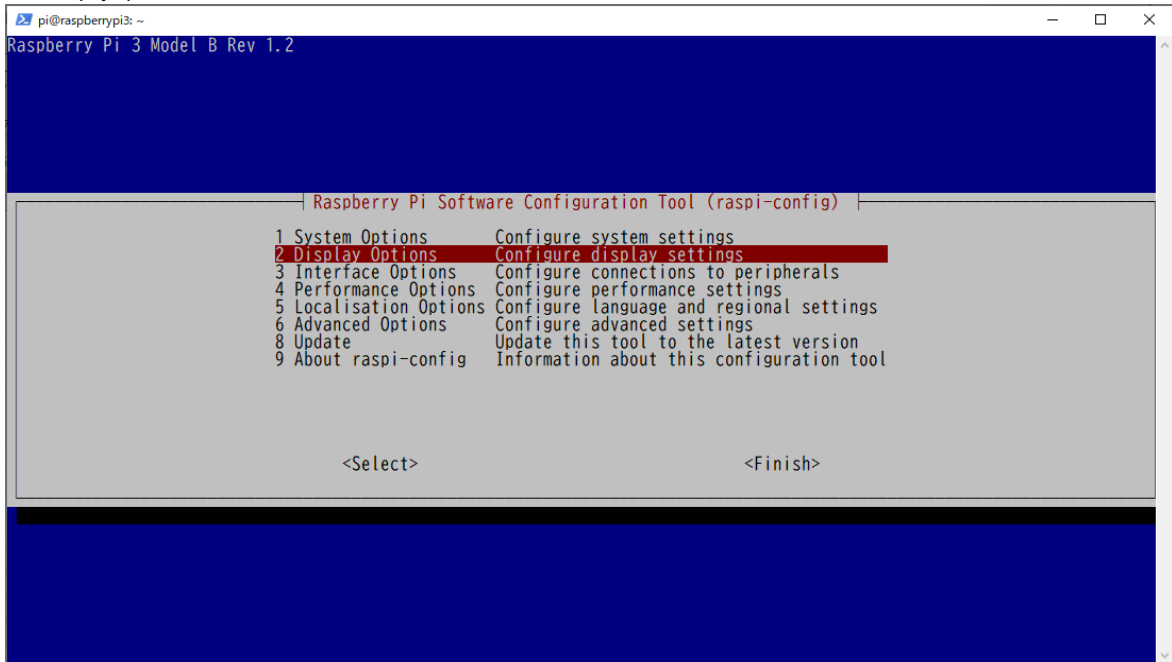 pi@raspberrypi3: ~
Raspberry Pi 3 Model B Rev 1.2
Raspberry Pi Software Configuration Tool (raspi-config)
1 System Options Configure system settings
2 Display Options Configure display settings
3 Interface Options Configure connections to peripherals
4 Performance Options Configure performance settings
5 Localisation Options Configure language and regional settings
6 Advanced Options Configure advanced settings
8 Update Update this tool to the latest version
9 About raspi-config Information about this configuration tool
<Select> <Finish>